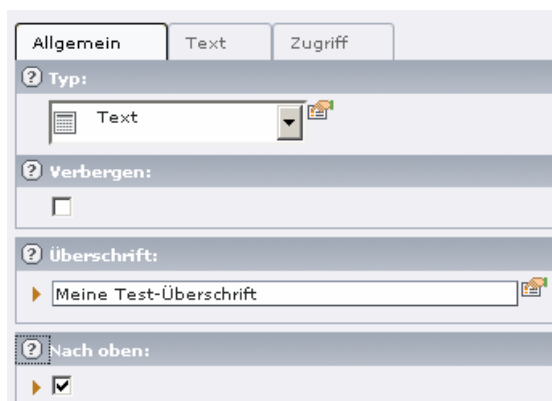 Allgemein Text Zugriff
? Typ:
Text
? Verbergen:
? Überschrift:
Meine Test-Überschrift
? Nach oben: